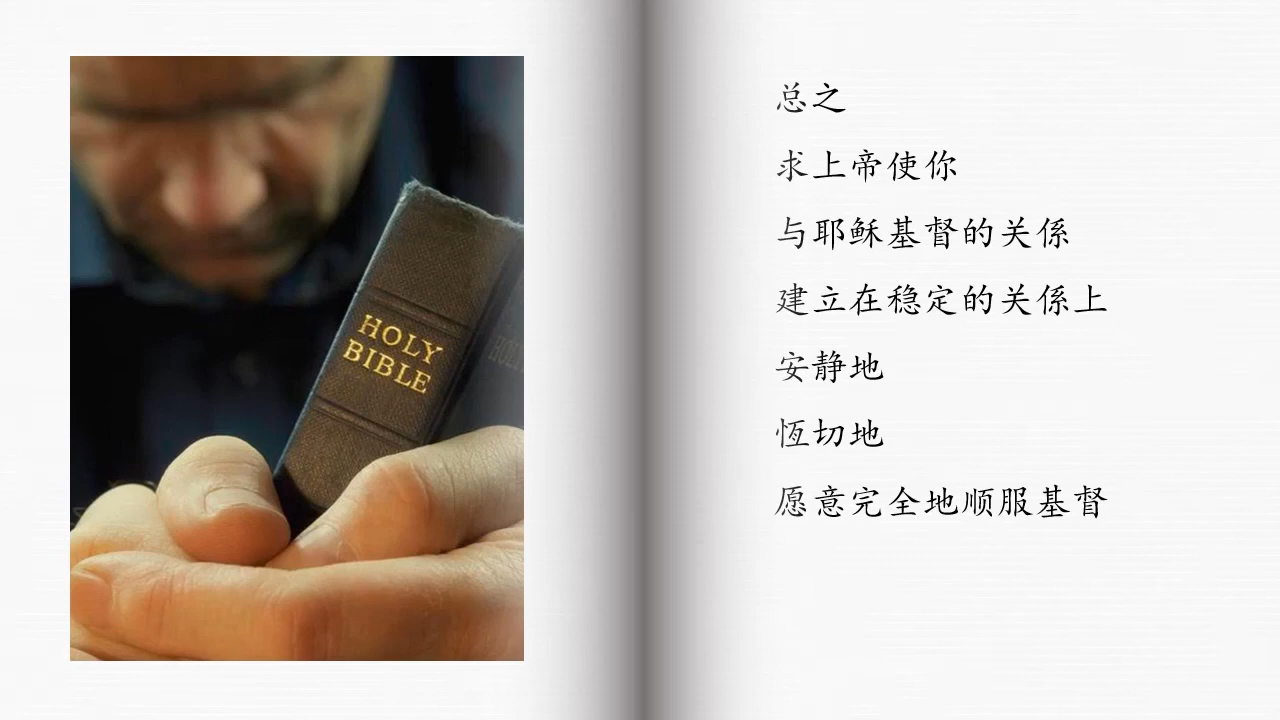 HOLY
BIBLE
总之
求上帝使你
与耶稣基督的关係
建立在稳定的关係上
安静地
恆切地
愿意完全地顺服基督